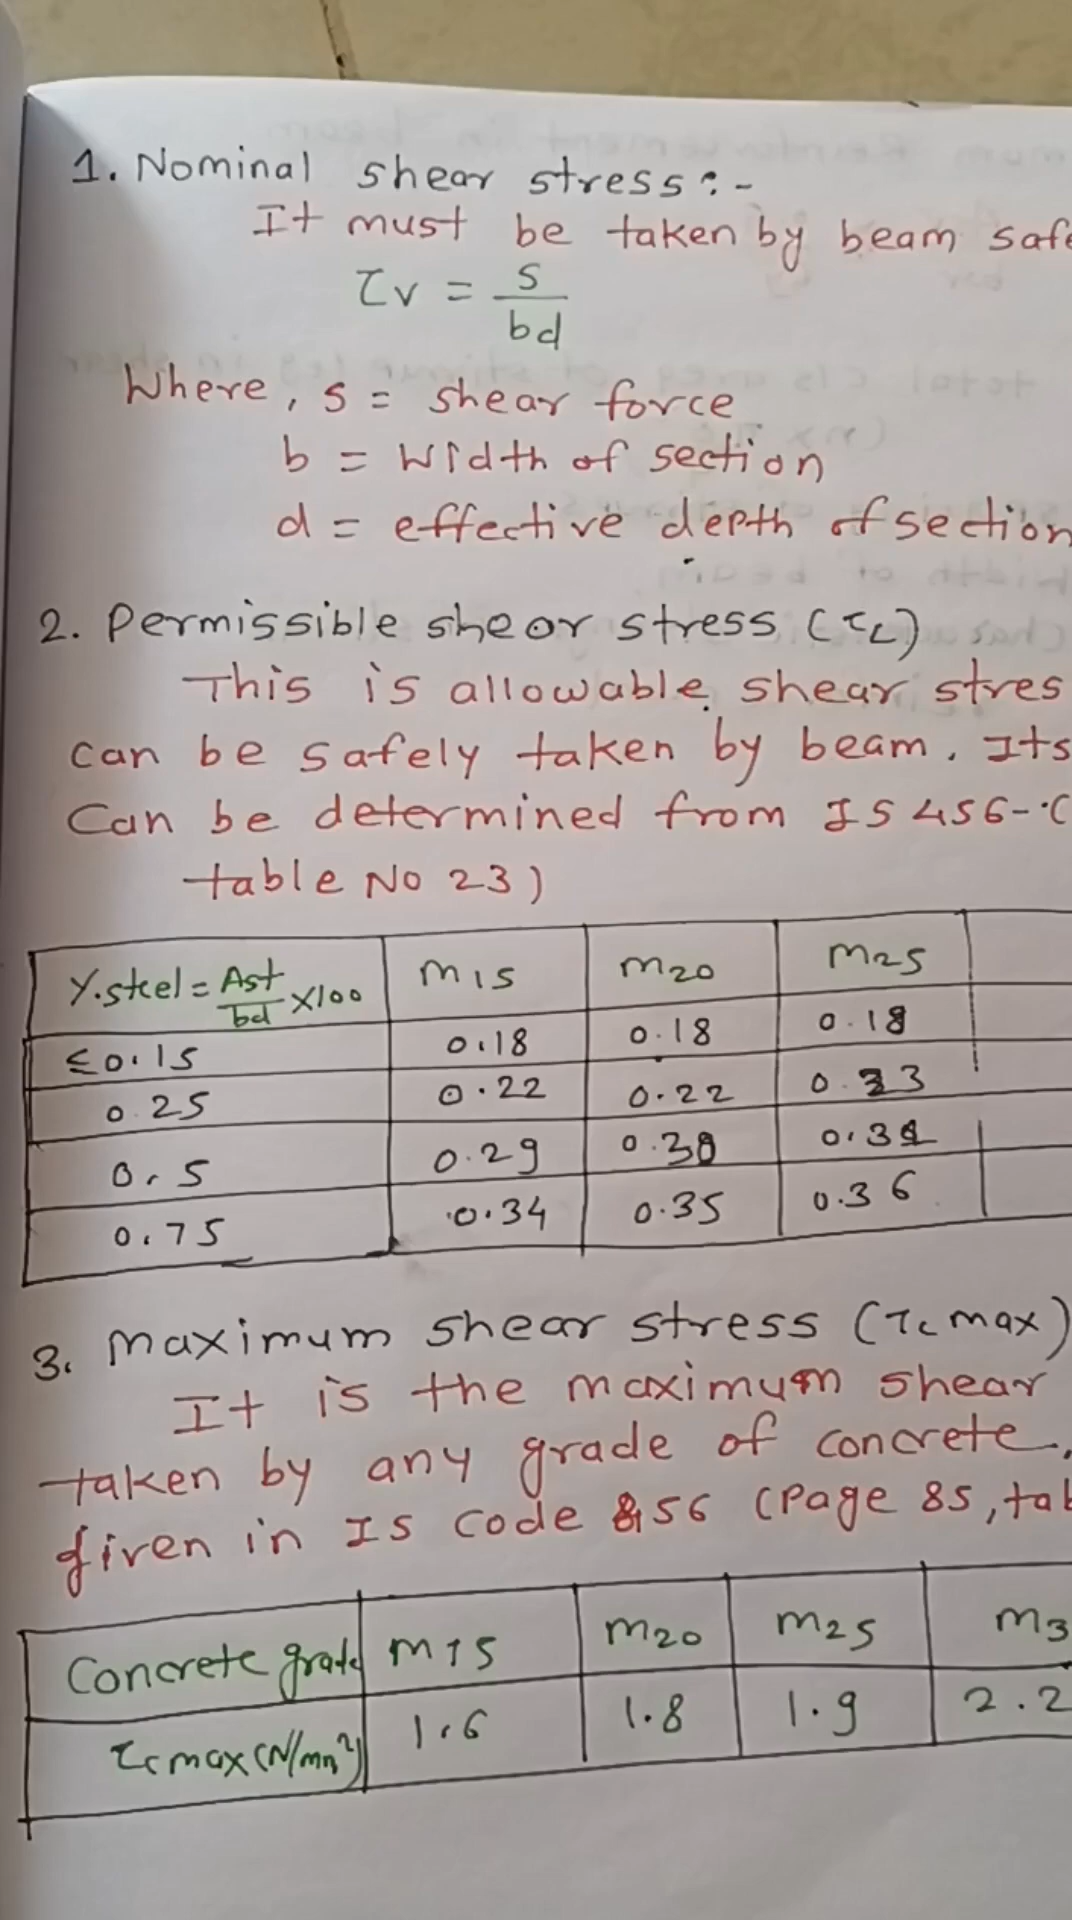 1. Nominal shear stress :-
It must be taken by beam safe
τv = s
bd
Where, s = shear force
b = width of section
d = effective depth of section
2. Permissible shear stress (τc)
This is allowable shear stres
can be safely taken by beam. Its
Can be determined from IS 456-(
table No 23)
Y.steel = Ast/bd ×100 M15 M20 M25
≤0.15 0.18 0.18 0.18
0.25 0.22 0.22
0.5 0.29 0.30
0.75 0.34 0.35 0.36
3. Maximum shear stress (τc max)
It is the maximum shear
taken by any grade of concrete.
given in IS code 456 (Page 85, tab
Concrete grade M15 M20 M25 M3
τc max (N/mm²) 1.6 1.8 1.9 2.2